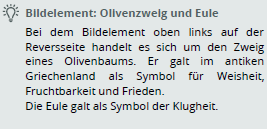 Bildelement: Olivenzweig und Eule
Bei dem Bildelement oben links auf der
Reversseite handelt es sich um den Zweig
eines Olivenbaums. Er galt im antiken
Griechenland als Symbol für Weisheit,
Fruchtbarkeit und Frieden.
Die Eule galt als Symbol der Klugheit.